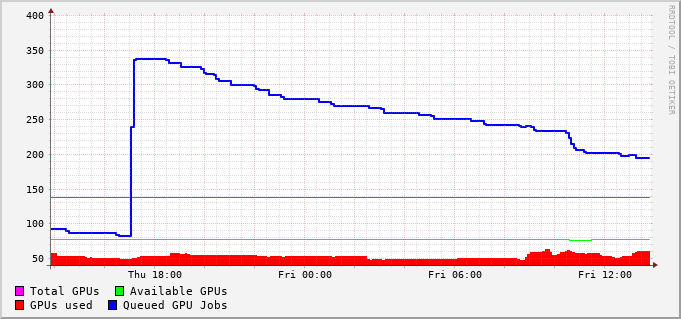 RRDTOOL / TOBI OETIKER
400
350
300
250
200
150
100
50
Thu 18:00 Fri 00:00 Fri 06:00 Fri 12:00
Total GPUs Available GPUs
GPUs used Queued GPU Jobs